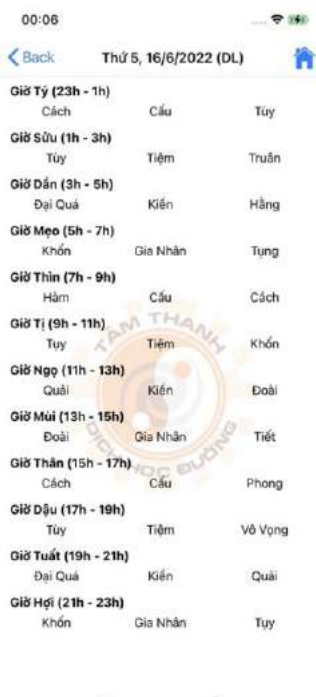 00:06
Back Thứ 5, 16/6/2022 (DL)
Giờ Tý (23h - 1h)
Cách Cấu Tùy
Giờ Sửu (1h - 3h)
Tùy Tiệm Truân
Giờ Dần (3h - 5h)
Đại Quá Kiển Hằng
Giờ Mẹo (5h - 7h)
Khốn Gia Nhân Tụng
Giờ Thìn (7h - 9h)
Hàm Cấu Cách
Giờ Tị (9h - 11h)
Tụy Tiệm Khốn
Giờ Ngọ (11h - 13h)
Quải Kiển Đoài
Giờ Mùi (13h - 15h)
Đoài Gia Nhân Tiết
Giờ Thân (15h - 17h)
Cách Cấu Phong
Giờ Dậu (17h - 19h)
Tùy Tiệm Vô Vọng
Giờ Tuất (19h - 21h)
Đại Quá Kiển Quải
Giờ Hợi (21h - 23h)
Khốn Gia Nhân Tụy
TAM THANH
DỊCH HỌC ĐƯỜNG